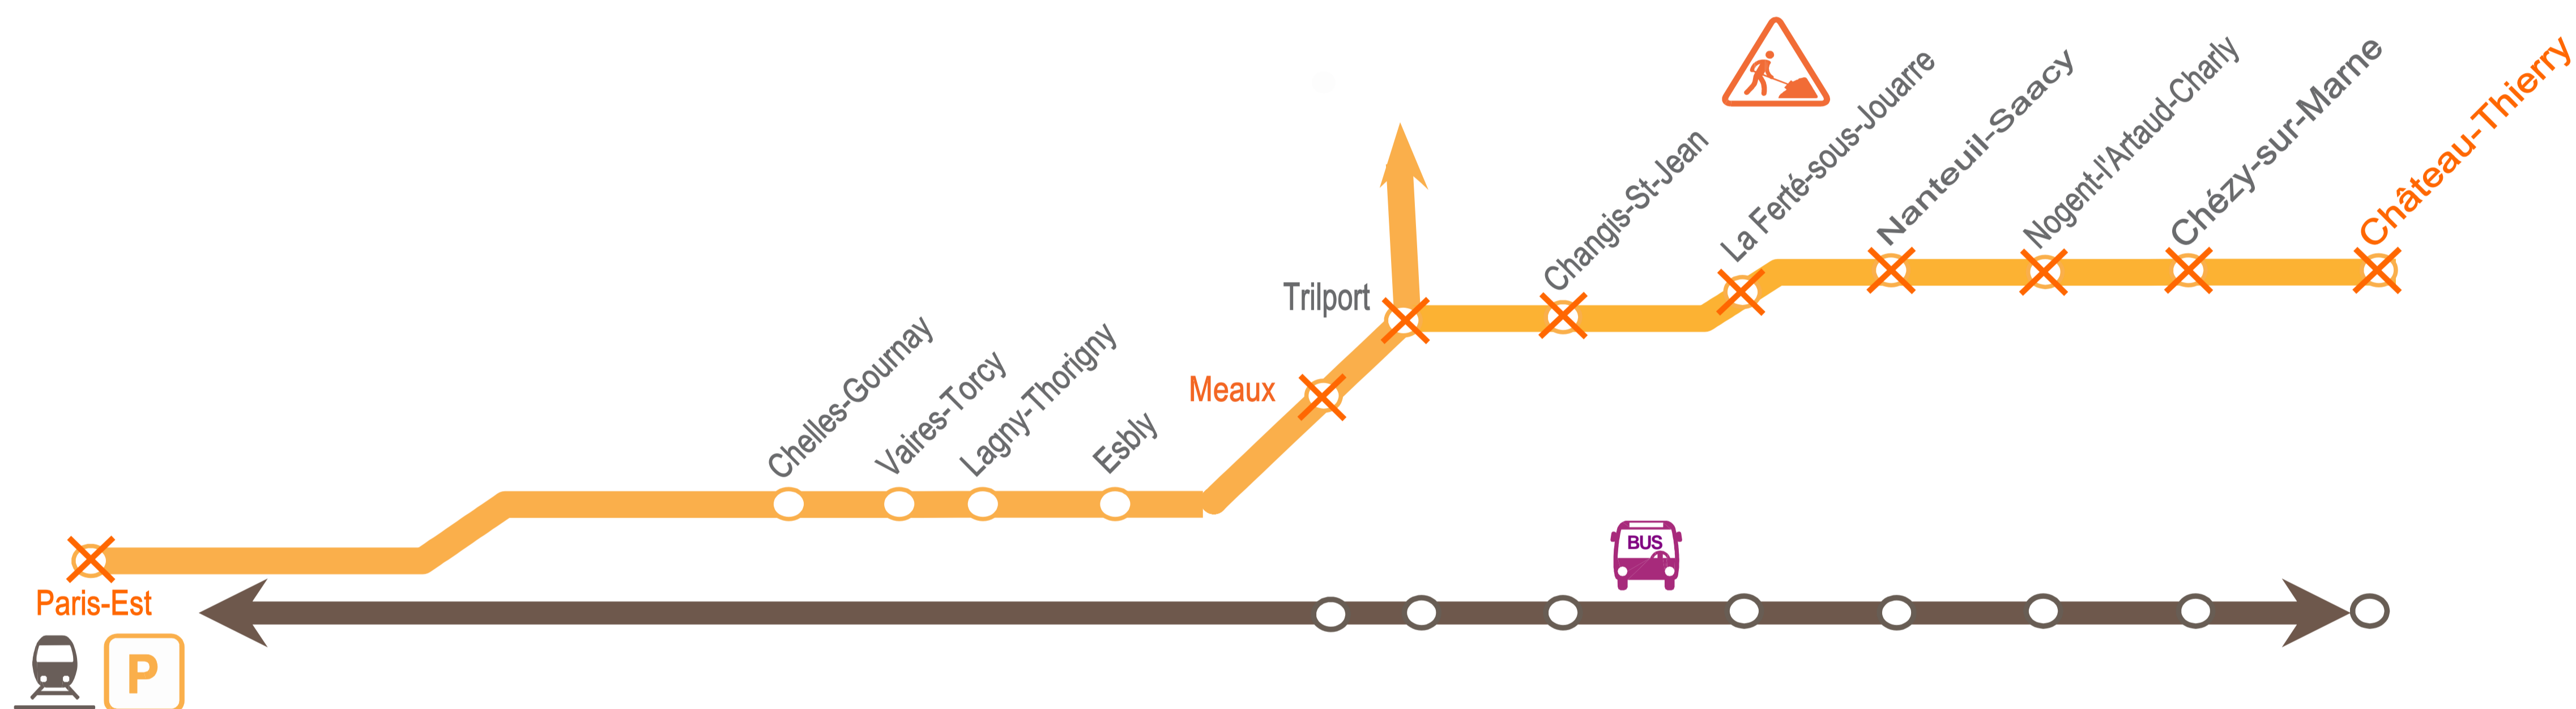 Paris-Est
P
Chelles-Gournay
Vaires-Torcy
Lagny-Thorigny
Esbly
Meaux
Trilport
Changis-St-Jean
La Ferté-sous-Jouarre
Nanteuil-Saacy
Nogent-l'Artaud-Charly
Chézy-sur-Marne
Château-Thierry
BUS